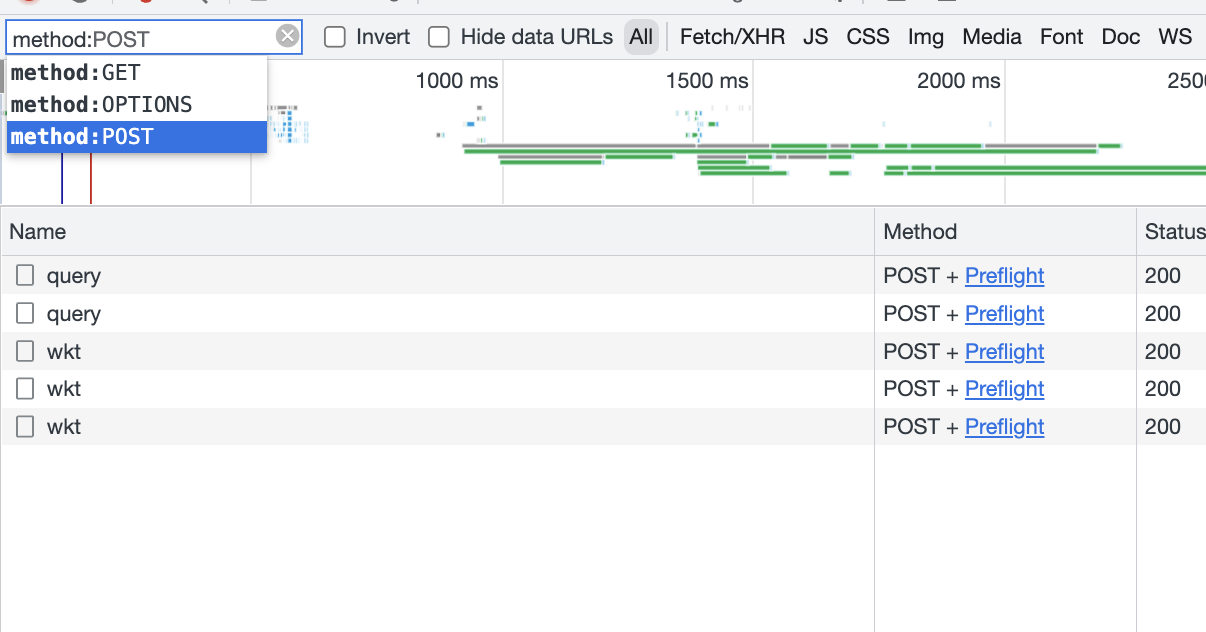 method:POST Invert Hide data URLs All Fetch/XHR JS CSS Img Media Font Doc WS
method:GET
method:OPTIONS
method:POST
1000 ms 1500 ms 2000 ms 2500
Name Method Status
query POST + Preflight 200
query POST + Preflight 200
wkt POST + Preflight 200
wkt POST + Preflight 200
wkt POST + Preflight 200